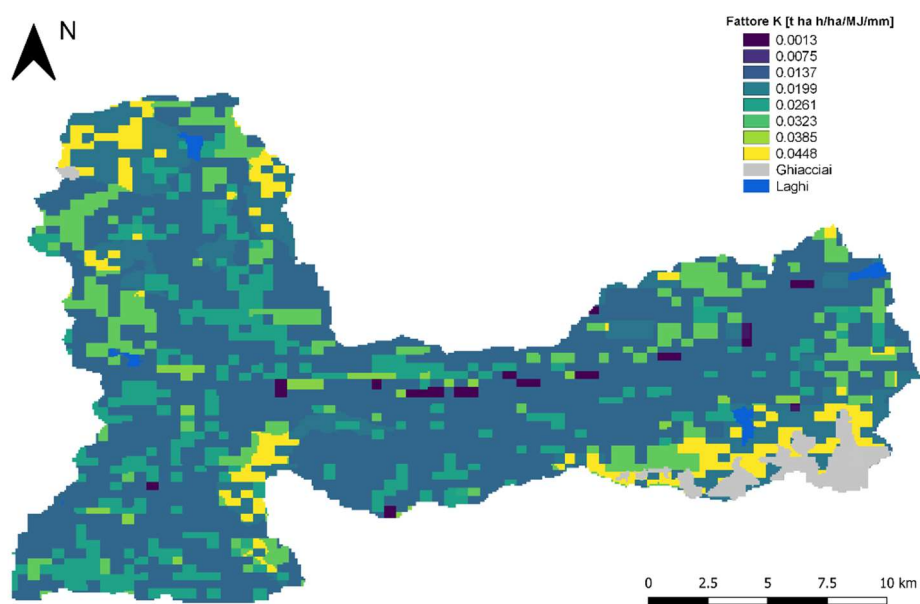 N
Fattore K [t ha h/ha/MJ/mm]
0.0013
0.0075
0.0137
0.0199
0.0261
0.0323
0.0385
0.0448
Ghiacciai
Laghi
0 2.5 5 7.5 10 km